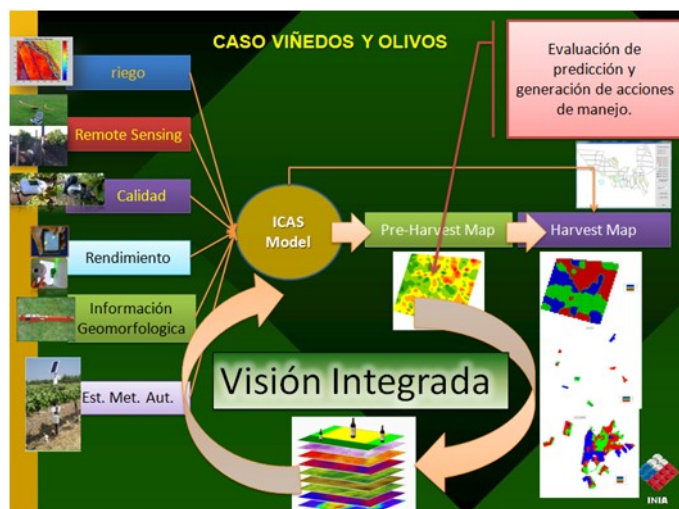 CASO VIÑEDOS Y OLIVOS
Evaluación de
predicción y
generación de acciones
de manejo.
riego
Remote Sensing
Calidad
Rendimiento
Información
Geomorfologica
Est. Met. Aut.
ICAS
Model
Pre-Harvest Map
Harvest Map
Visión Integrada
INIA